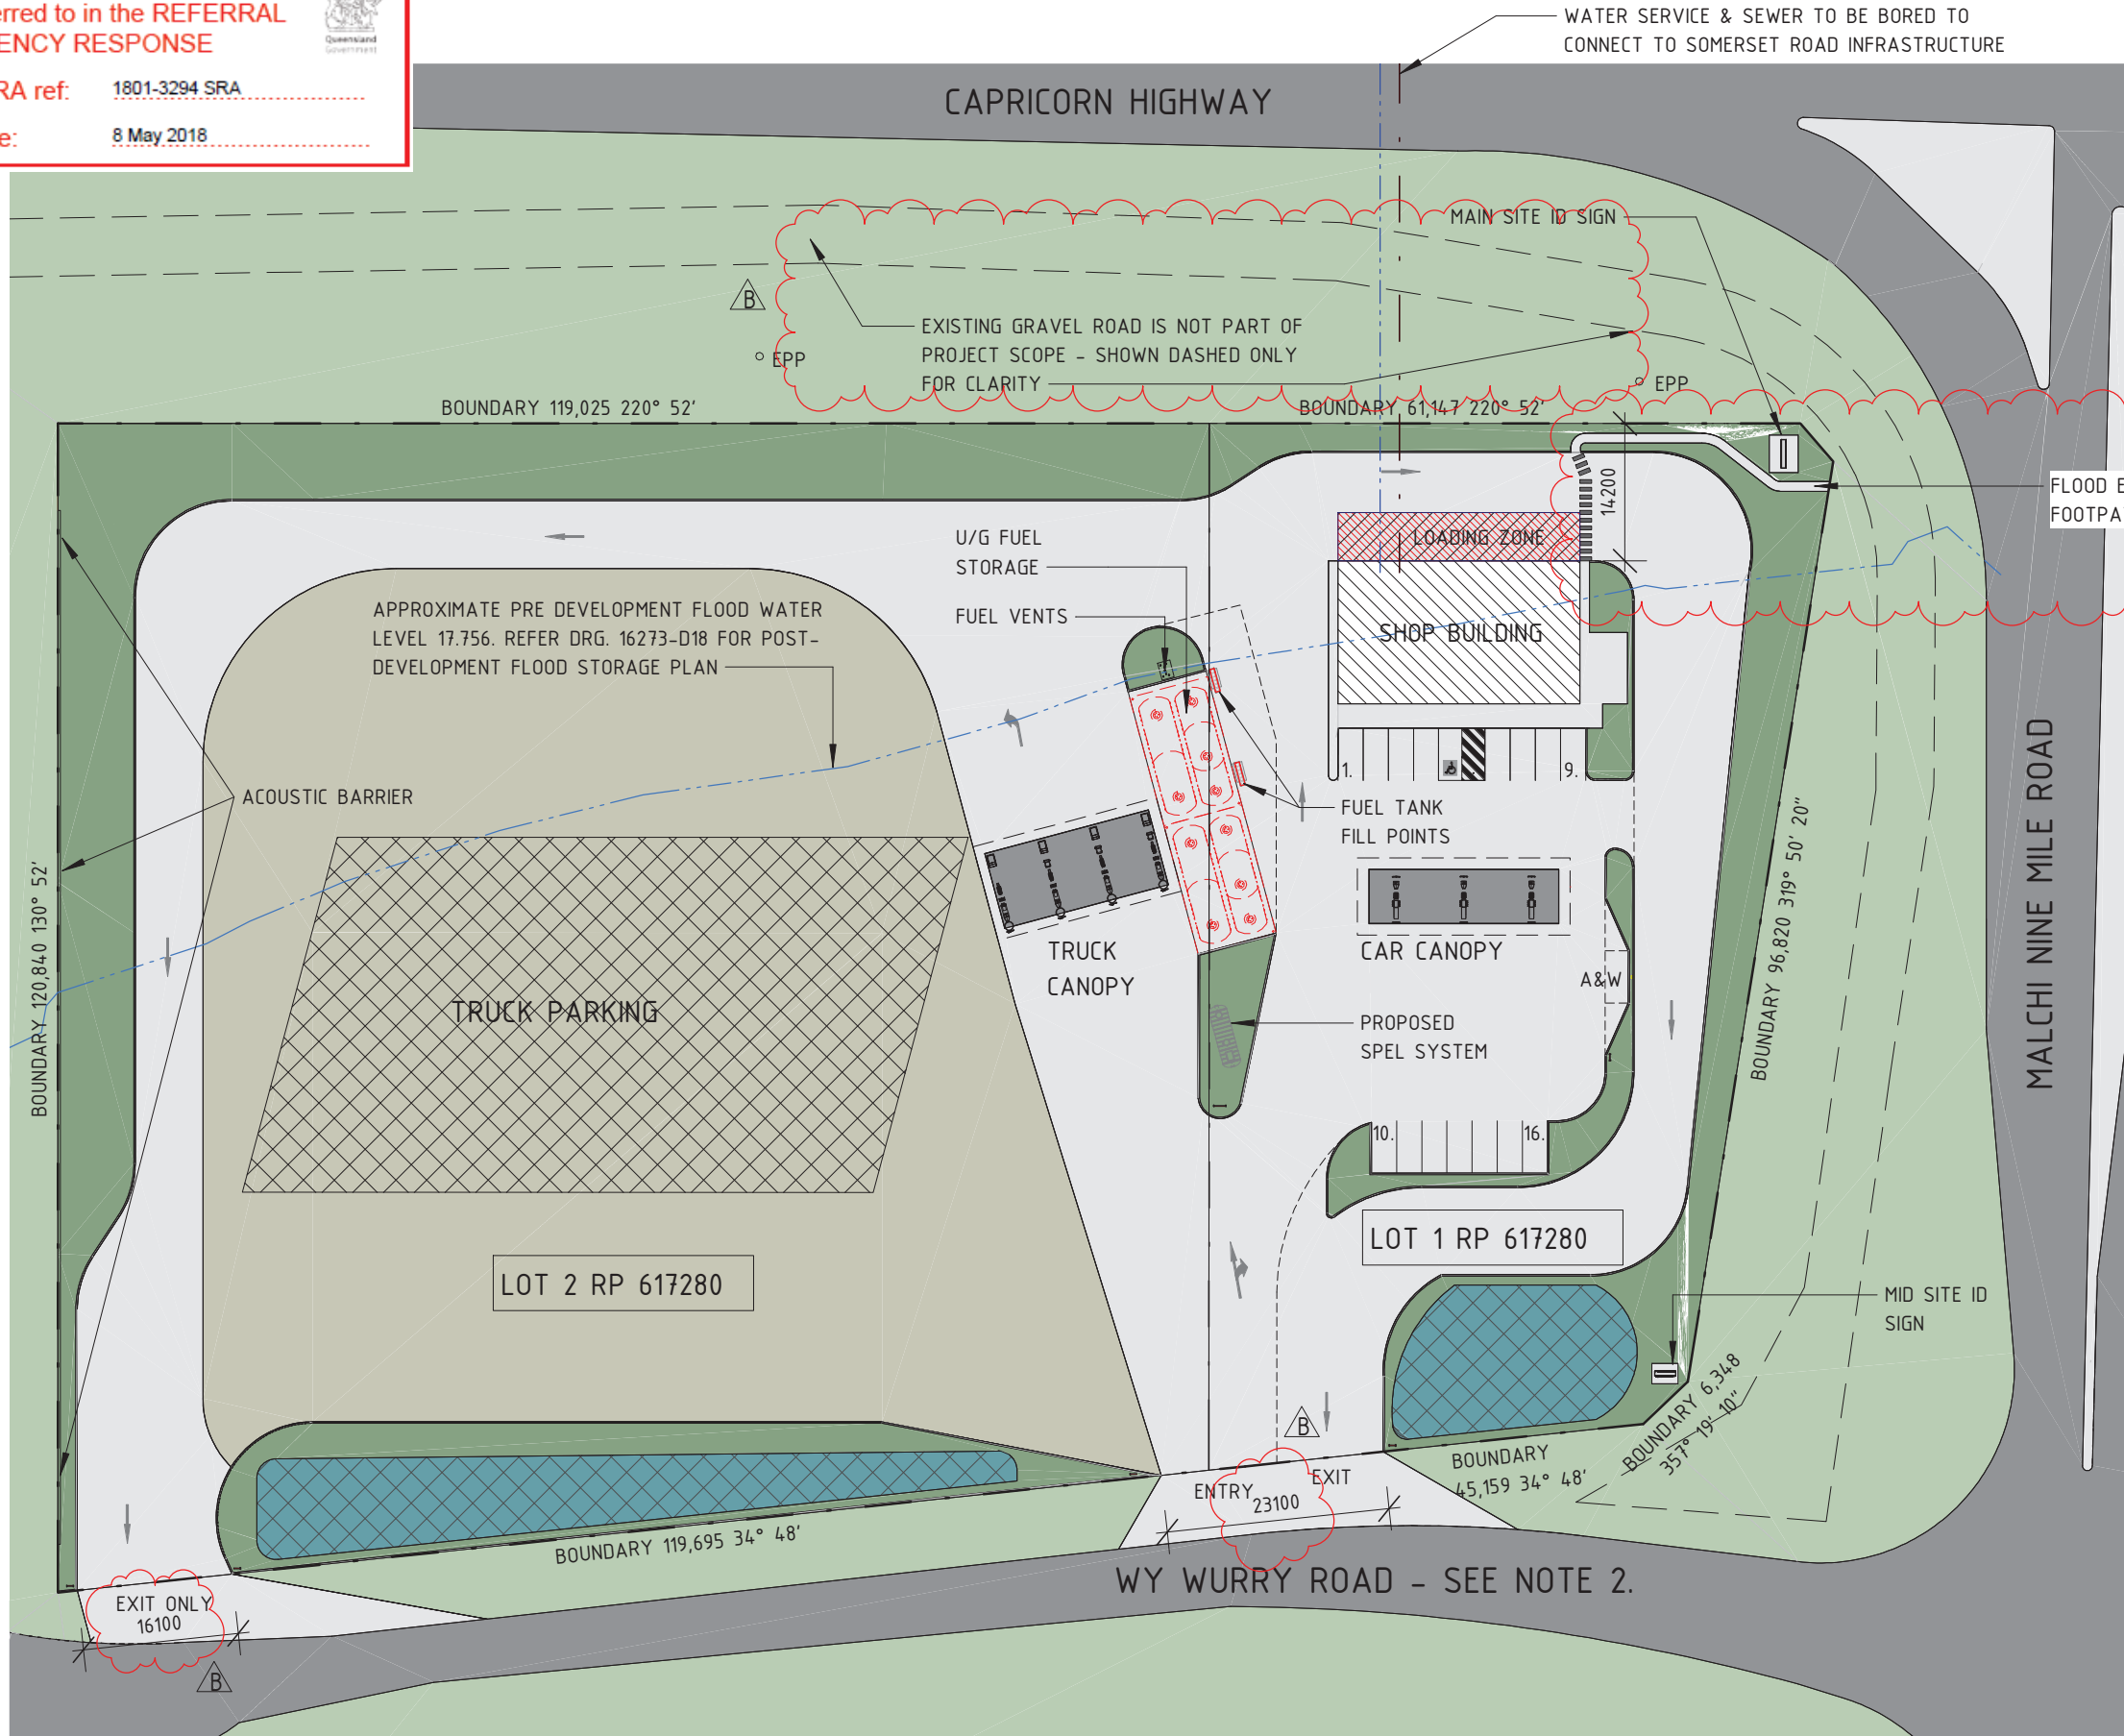 erred to in the REFERRAL
ENCY RESPONSE
Queensland
Government
RA ref: 1801-3294 SRA
e: 8 May 2018
WATER SERVICE & SEWER TO BE BORED TO
CONNECT TO SOMERSET ROAD INFRASTRUCTURE
CAPRICORN HIGHWAY
MAIN SITE ID SIGN
B
EXISTING GRAVEL ROAD IS NOT PART OF
PROJECT SCOPE - SHOWN DASHED ONLY
FOR CLARITY
EPP
EPP
BOUNDARY 119,025 220° 52'
BOUNDARY 61,147 220° 52'
14200
FLOOD E
FOOTPA
U/G FUEL
STORAGE
LOADING ZONE
FUEL VENTS
SHOP BUILDING
APPROXIMATE PRE DEVELOPMENT FLOOD WATER
LEVEL 17.756. REFER DRG. 16273-D18 FOR POST-
DEVELOPMENT FLOOD STORAGE PLAN
1.
9.
ACOUSTIC BARRIER
FUEL TANK
FILL POINTS
BOUNDARY 120,840 130° 52'
BOUNDARY 96,820 319° 50' 20"
MALCHI NINE MILE ROAD
TRUCK
CANOPY
CAR CANOPY
A&W
TRUCK PARKING
PROPOSED
SPEL SYSTEM
10.
16.
LOT 1 RP 617280
LOT 2 RP 617280
MID SITE ID
SIGN
B
BOUNDARY 6,348
357° 19' 10"
BOUNDARY
45,159 34° 48'
ENTRY
EXIT
23100
BOUNDARY 119,695 34° 48'
WY WURRY ROAD - SEE NOTE 2.
EXIT ONLY
16100
B